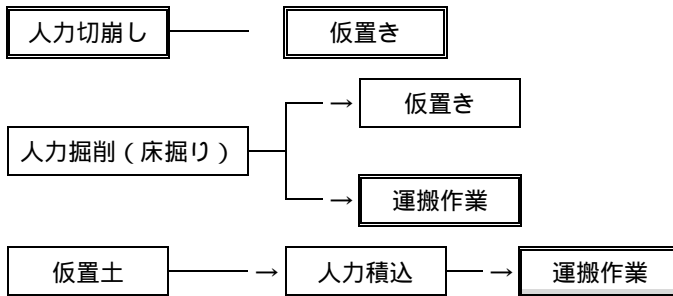 人力切崩し 仮置き
→ 仮置き
人力掘削(床掘り)
→ 運搬作業
仮置土 → 人力積込 → 運搬作業